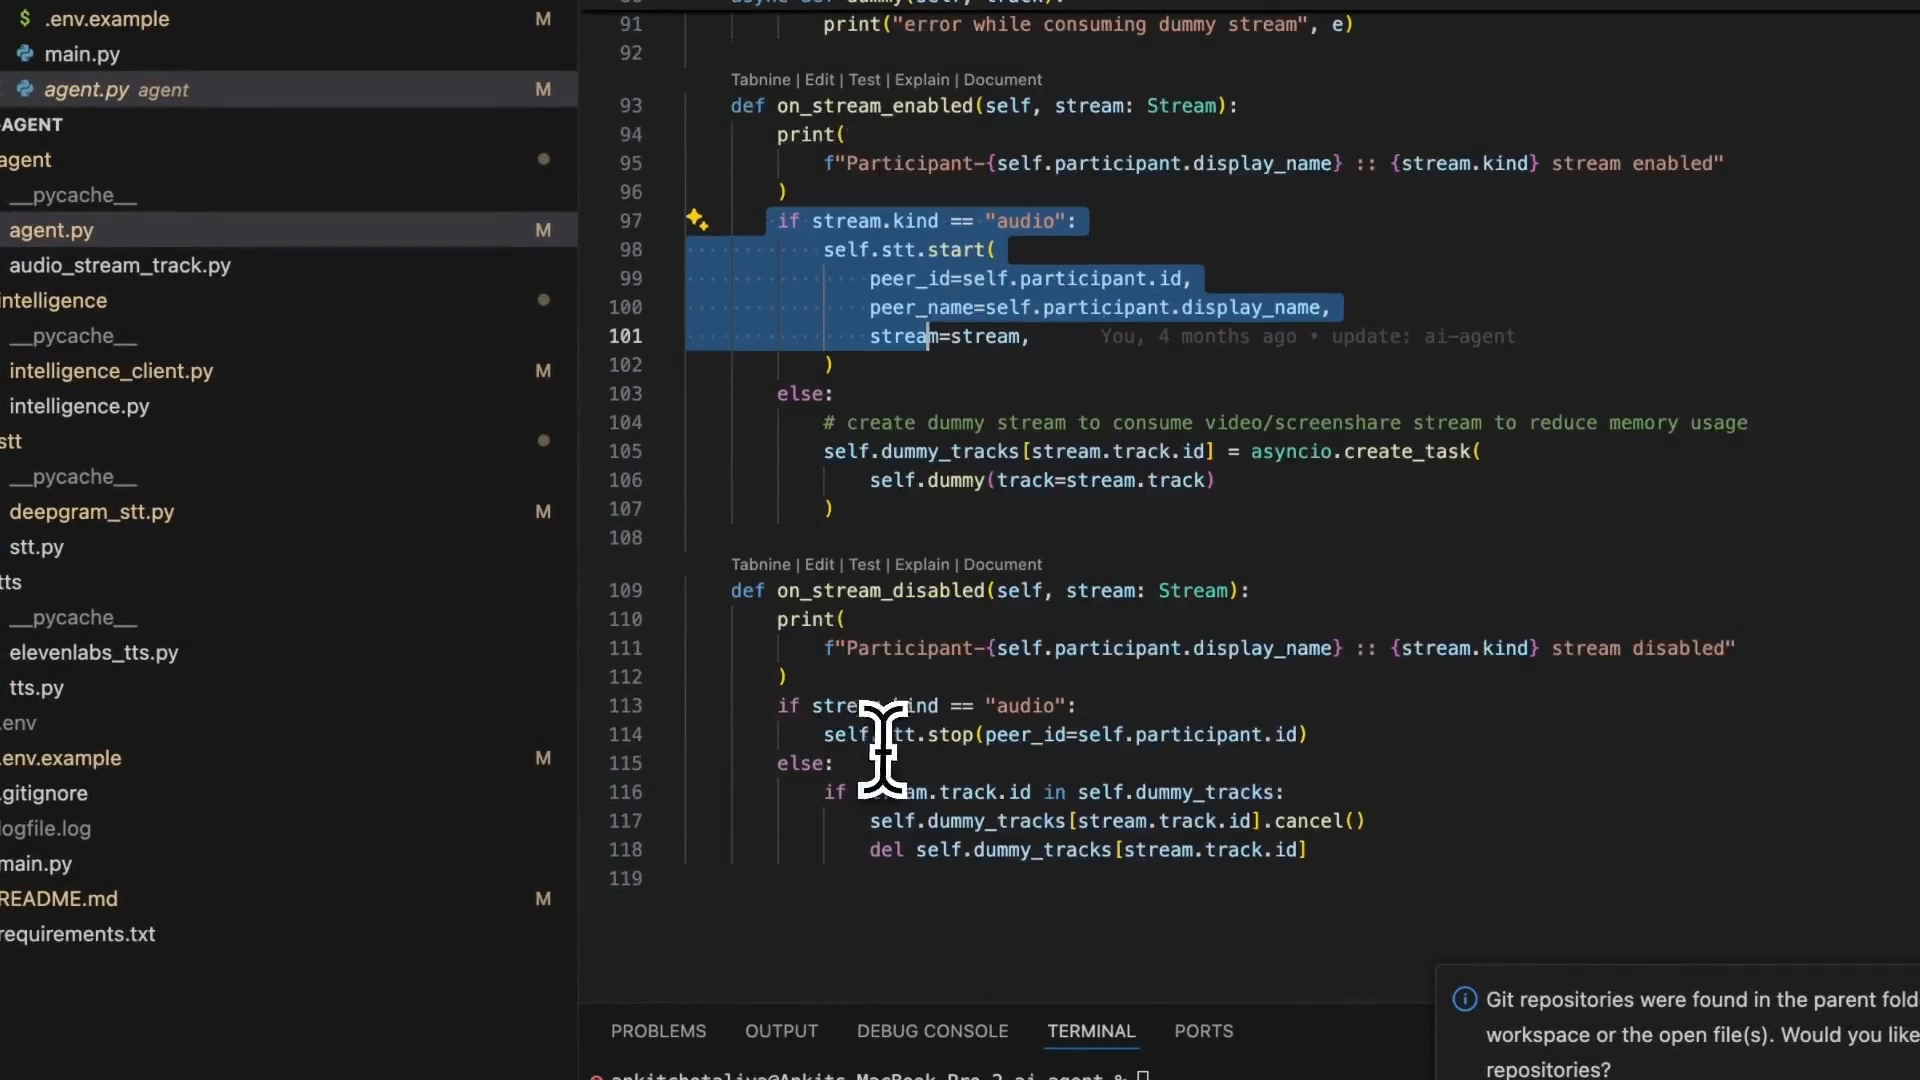 $ .env.example M
main.py
agent.py agent M
-AGENT
agent
__pycache__
agent.py M
audio_stream_track.py
intelligence
__pycache__
intelligence_client.py M
intelligence.py
stt
__pycache__
deepgram_stt.py M
stt.py
tts
__pycache__
elevenlabs_tts.py
tts.py
.env
.env.example M
.gitignore
logfile.log
main.py
README.md M
requirements.txt
91 print("error while consuming dummy stream", e)
92
Tabnine | Edit | Test | Explain | Document
93 def on_stream_enabled(self, stream: Stream):
94 print(
95 f"Participant-{self.participant.display_name} :: {stream.kind} stream enabled"
96 )
97 if stream.kind == "audio":
98 self.stt.start(
99 peer_id=self.participant.id,
100 peer_name=self.participant.display_name,
101 stream=stream, You, 4 months ago • update: ai-agent
102 )
103 else:
104 # create dummy stream to consume video/screenshare stream to reduce memory usage
105 self.dummy_tracks[stream.track.id] = asyncio.create_task(
106 self.dummy(track=stream.track)
107 )
108
Tabnine | Edit | Test | Explain | Document
109 def on_stream_disabled(self, stream: Stream):
110 print(
111 f"Participant-{self.participant.display_name} :: {stream.kind} stream disabled"
112 )
113 if stream.kind == "audio":
114 self.stt.stop(peer_id=self.participant.id)
115 else:
116 if stream.track.id in self.dummy_tracks:
117 self.dummy_tracks[stream.track.id].cancel()
118 del self.dummy_tracks[stream.track.id]
119
PROBLEMS OUTPUT DEBUG CONSOLE TERMINAL PORTS
Git repositories were found in the parent fold
workspace or the open file(s). Would you like
repositories?